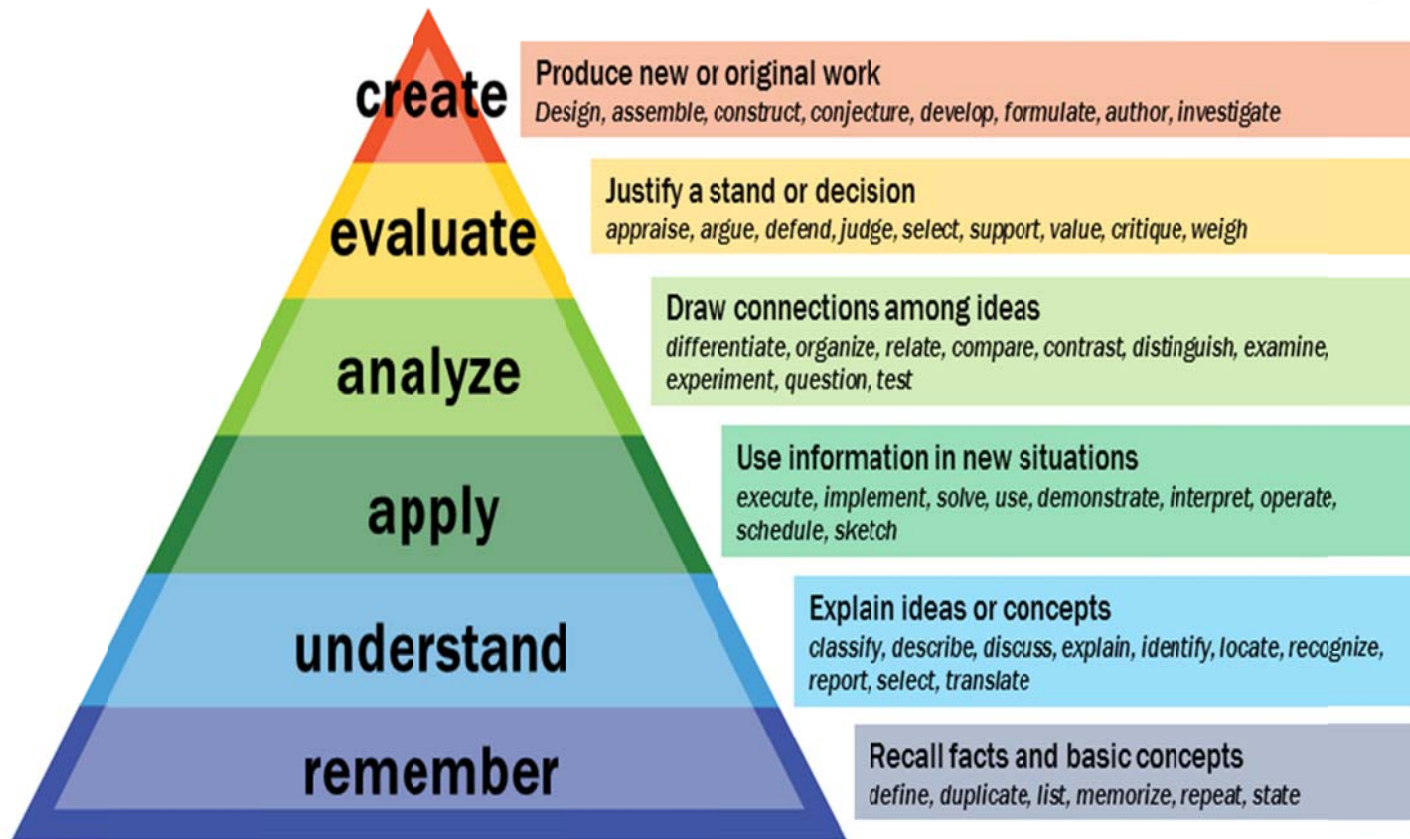 create
Produce new or original work
Design, assemble, construct, conjecture, develop, formulate, author, investigate
evaluate
Justify a stand or decision
appraise, argue, defend, judge, select, support, value, critique, weigh
analyze
Draw connections among ideas
differentiate, organize, relate, compare, contrast, distinguish, examine,
experiment, question, test
apply
Use information in new situations
execute, implement, solve, use, demonstrate, interpret, operate,
schedule, sketch
understand
Explain ideas or concepts
classify, describe, discuss, explain, identify, locate, recognize,
report, select, translate
remember
Recall facts and basic concepts
define, duplicate, list, memorize, repeat, state